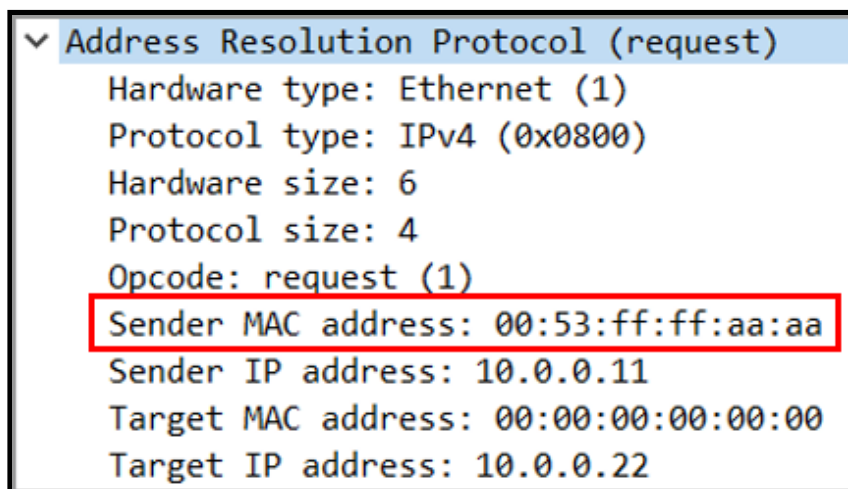 Address Resolution Protocol (request)
Hardware type: Ethernet (1)
Protocol type: IPv4 (0x0800)
Hardware size: 6
Protocol size: 4
Opcode: request (1)
Sender MAC address: 00:53:ff:ff:aa:aa
Sender IP address: 10.0.0.11
Target MAC address: 00:00:00:00:00:00
Target IP address: 10.0.0.22